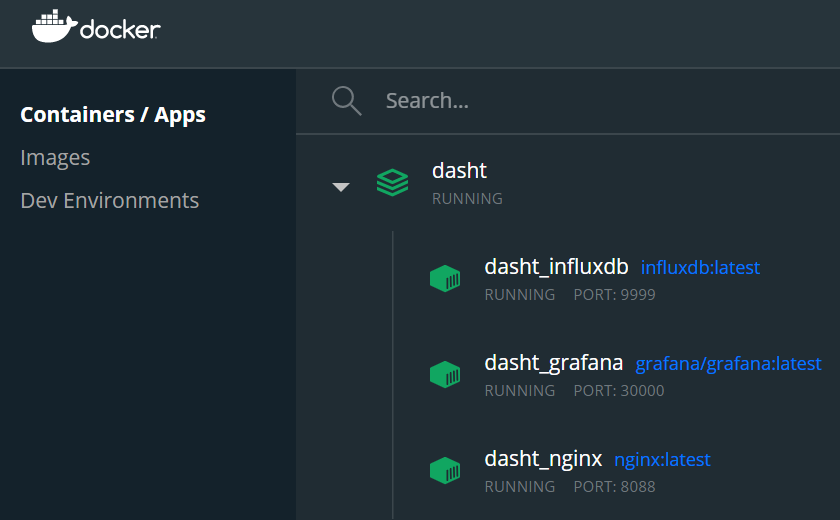 docker
Containers / Apps
Images
Dev Environments
Search...
dasht
RUNNING
dasht_influxdb influxdb:latest
RUNNING PORT: 9999
dasht_grafana grafana/grafana:latest
RUNNING PORT: 30000
dasht_nginx nginx:latest
RUNNING PORT: 8088